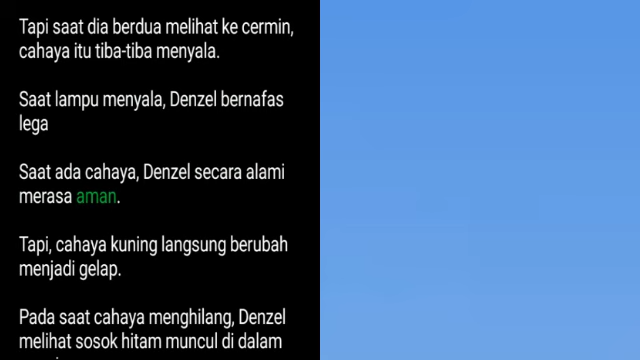 Tapi saat dia berdua melihat ke cermin,
cahaya itu tiba-tiba menyala.
Saat lampu menyala, Denzel bernafas
lega
Saat ada cahaya, Denzel secara alami
merasa aman.
Tapi, cahaya kuning langsung berubah
menjadi gelap.
Pada saat cahaya menghilang, Denzel
melihat sosok hitam muncul di dalam